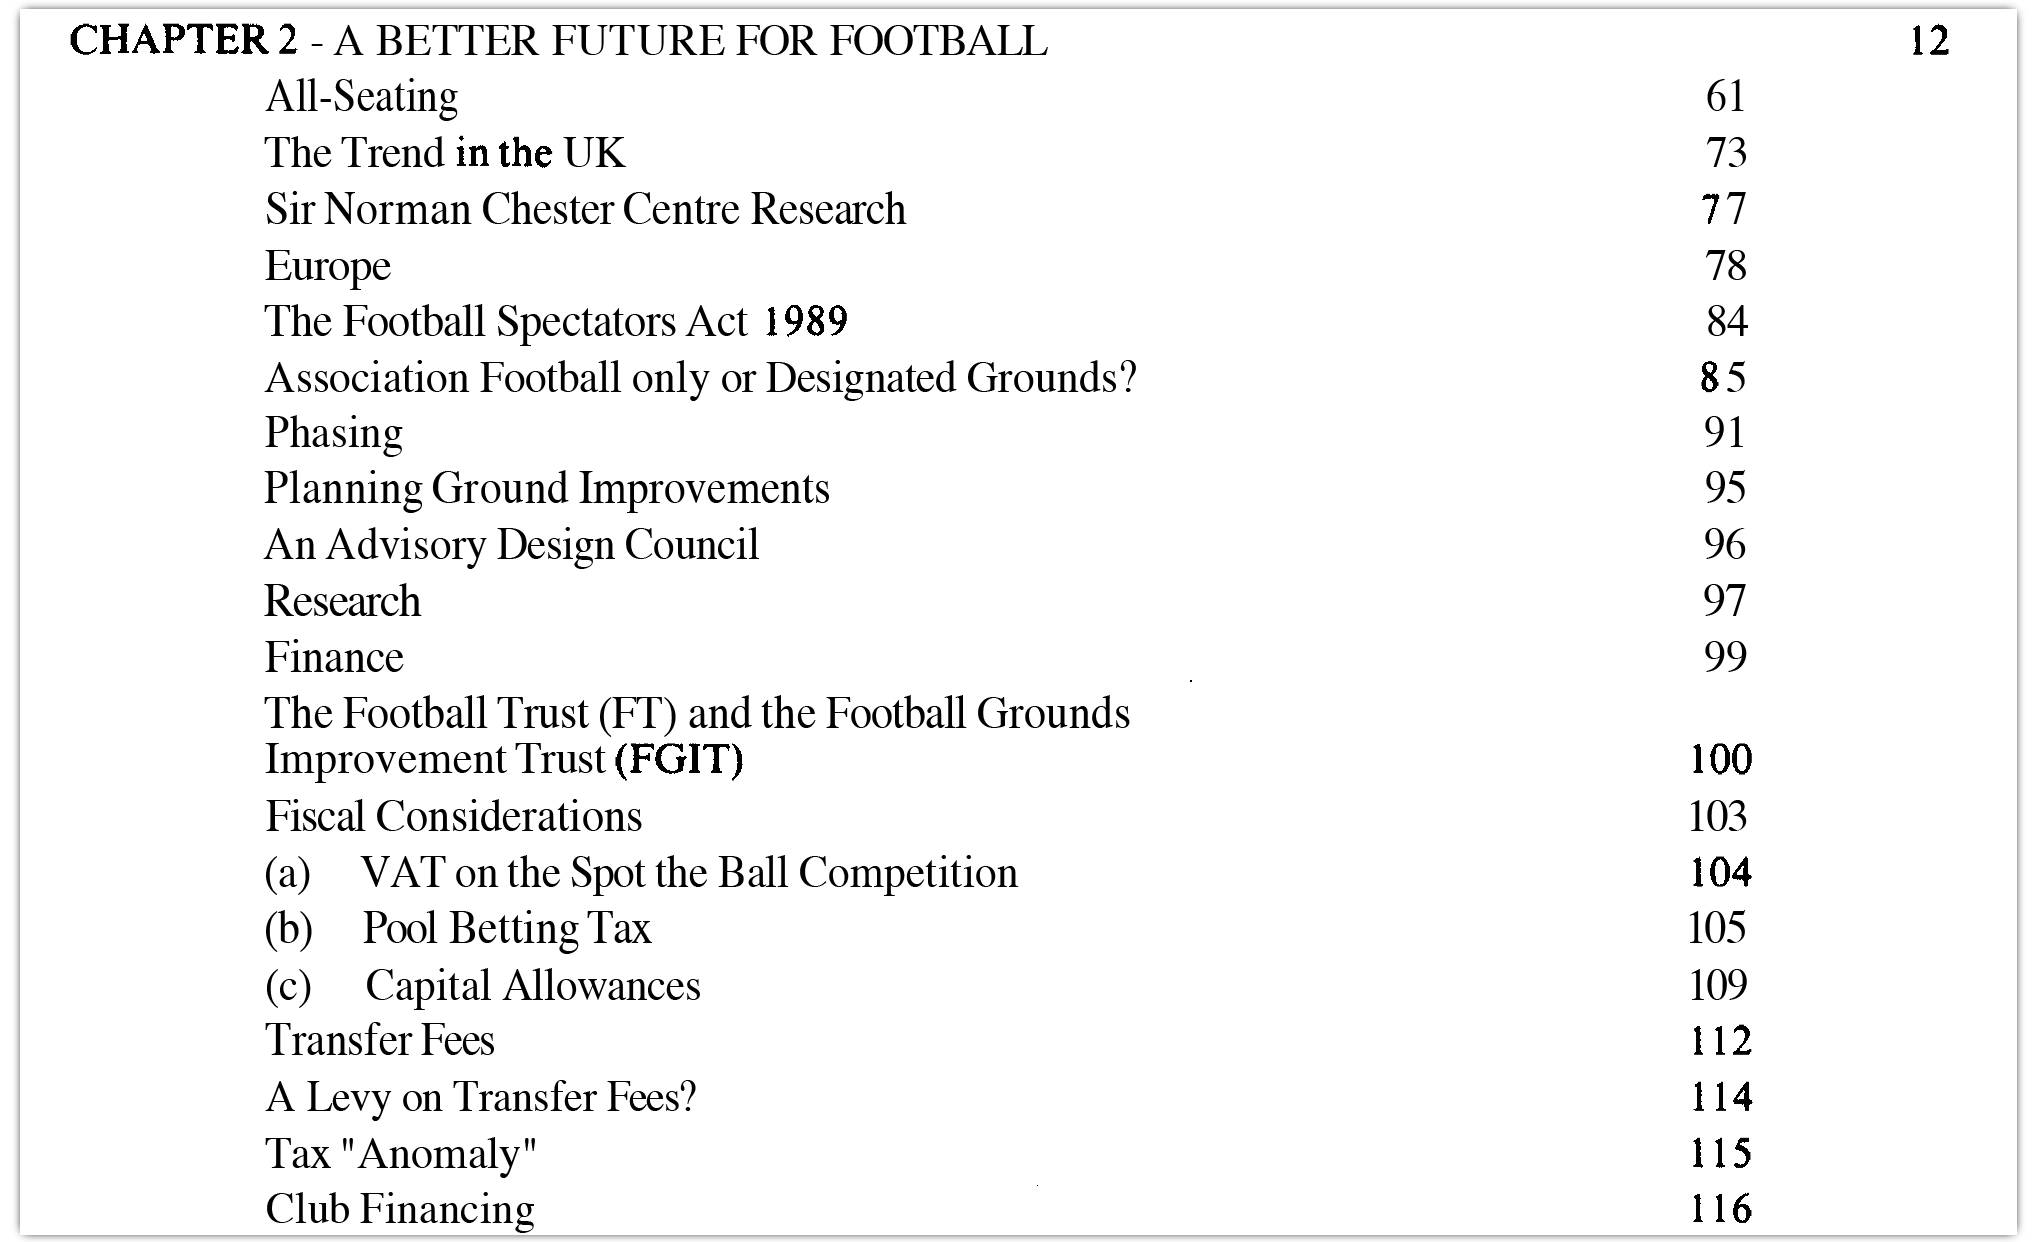 CHAPTER 2 - A BETTER FUTURE FOR FOOTBALL 12
All-Seating 61
The Trend in the UK 73
Sir Norman Chester Centre Research 77
Europe 78
The Football Spectators Act 1989 84
Association Football only or Designated Grounds? 85
Phasing 91
Planning Ground Improvements 95
An Advisory Design Council 96
Research 97
Finance 99
The Football Trust (FT) and the Football Grounds
Improvement Trust (FGIT) 100
Fiscal Considerations 103
(a) VAT on the Spot the Ball Competition 104
(b) Pool Betting Tax 105
(c) Capital Allowances 109
Transfer Fees 112
A Levy on Transfer Fees? 114
Tax "Anomaly" 115
Club Financing 116